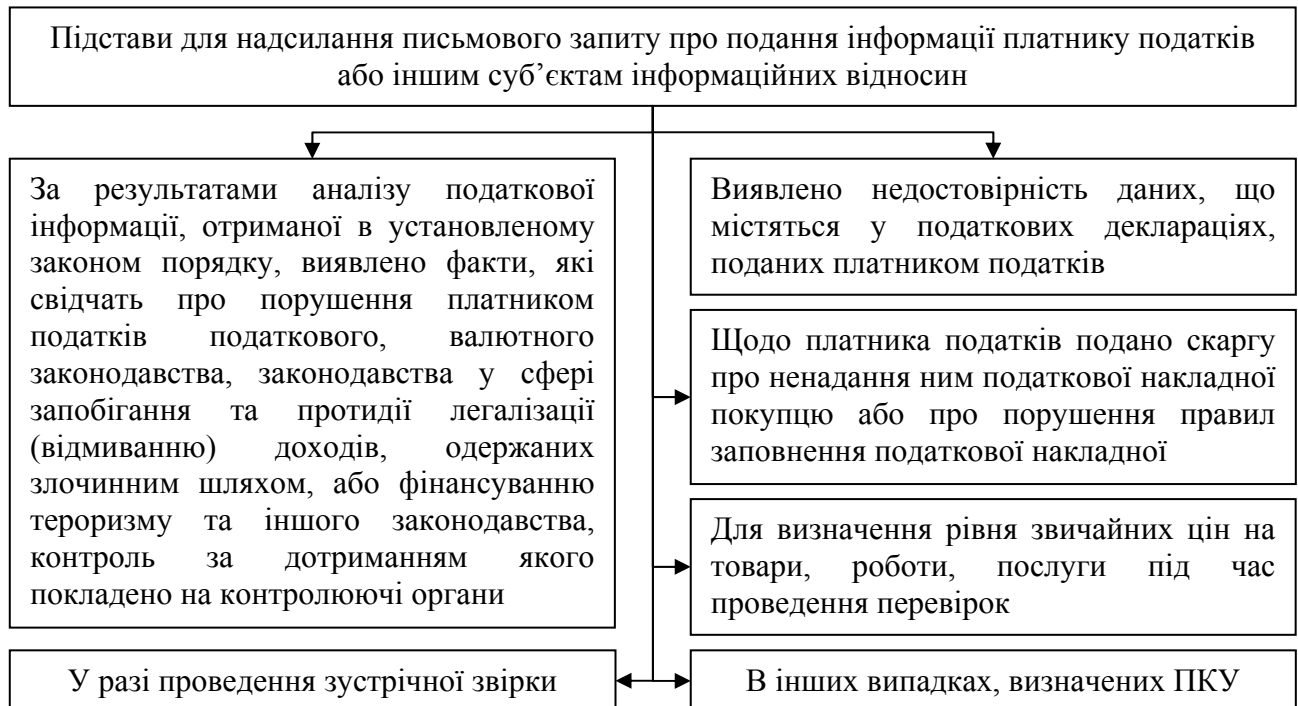 Підстави для надсилання письмового запиту про подання інформації платнику податків
або іншим суб’єктам інформаційних відносин
За результатами аналізу податкової
інформації, отриманої в установленому
законом порядку, виявлено факти, які
свідчать про порушення платником
податків податкового, валютного
законодавства, законодавства у сфері
запобігання та протидії легалізації
(відмиванню) доходів, одержаних
злочинним шляхом, або фінансуванню
тероризму та іншого законодавства,
контроль за дотриманням якого
покладено на контролюючі органи
Виявлено недостовірність даних, що
містяться у податкових деклараціях,
поданих платником податків
Щодо платника податків подано скаргу
про ненадання ним податкової накладної
покупцю або про порушення правил
заповнення податкової накладної
Для визначення рівня звичайних цін на
товари, роботи, послуги під час
проведення перевірок
У разі проведення зустрічної звірки
В інших випадках, визначених ПКУ